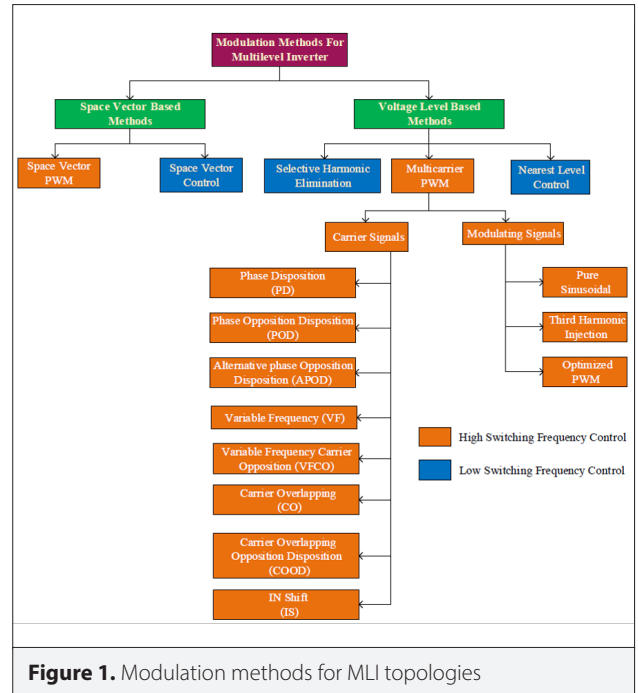 Modulation Methods For
Multilevel Inverter
Space Vector Based
Methods
Voltage Level Based
Methods
Space Vector
PWM
Space Vector
Control
Selective Harmonic
Elimination
Multicarrier
PWM
Nearest Level
Control
Carrier Signals
Modulating Signals
Phase Disposition
(PD)
Phase Opposition Disposition
(POD)
Alternative phase Opposition
Disposition (APOD)
Variable Frequency (VF)
Variable Frequency Carrier
Opposition (VFCO)
Carrier Overlapping
(CO)
Carrier Overlapping
Opposition Disposition
(COOD)
IN Shift
(IS)
Pure
Sinusoidal
Third Harmonic
Injection
Optimized
PWM
High Switching Frequency Control
Low Switching Frequency Control
Figure 1. Modulation methods for MLI topologies